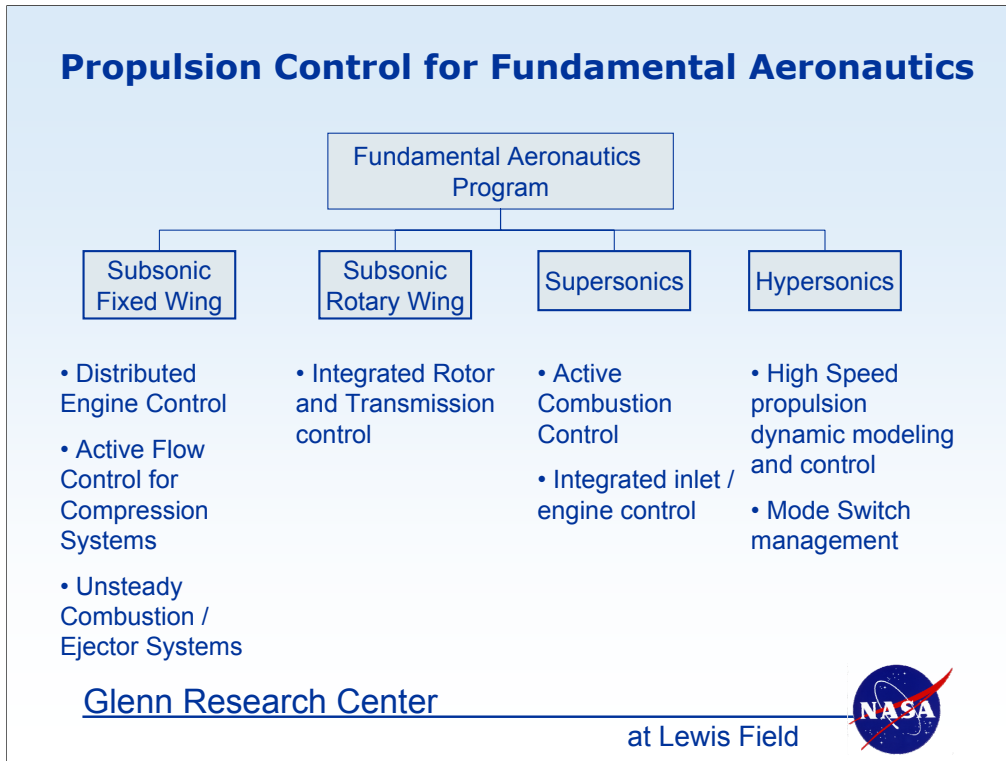 Propulsion Control for Fundamental Aeronautics
Fundamental Aeronautics
Program
Subsonic
Fixed Wing
Subsonic
Rotary Wing
Supersonics
Hypersonics
• Distributed
Engine Control
• Active Flow
Control for
Compression
Systems
• Unsteady
Combustion /
Ejector Systems
• Integrated Rotor
and Transmission
control
• Active
Combustion
Control
• Integrated inlet /
engine control
• High Speed
propulsion
dynamic modeling
and control
• Mode Switch
management
Glenn Research Center
at Lewis Field
NASA